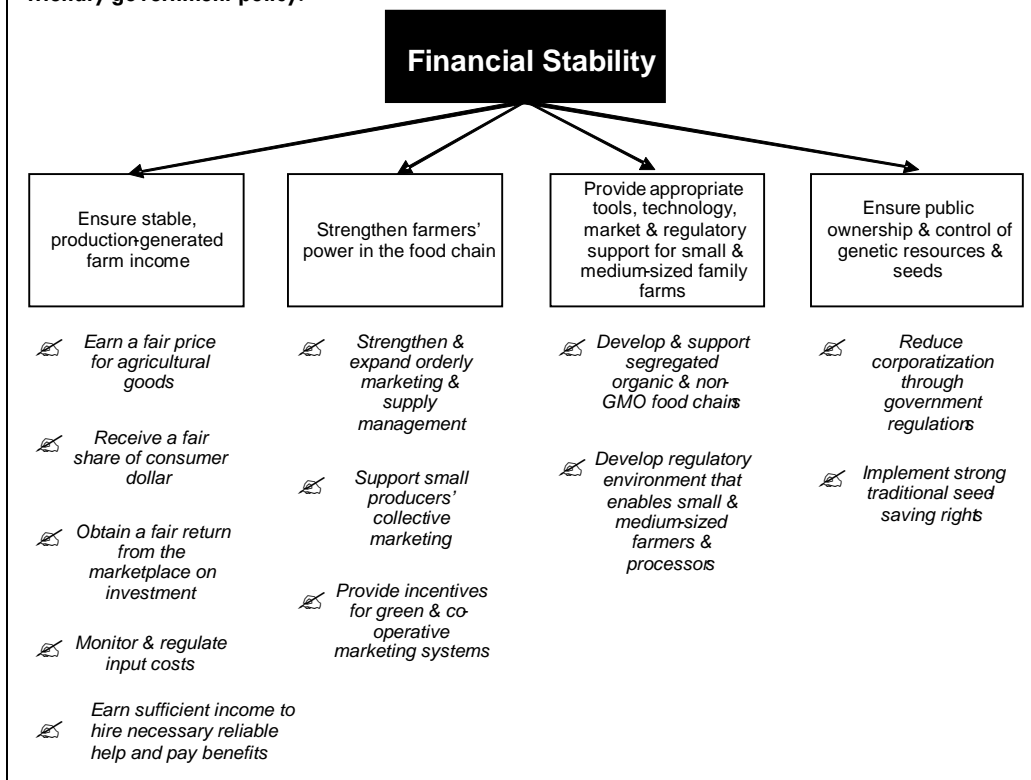 friendly government policy.
Financial Stability
Ensure stable,
production-generated
farm income
Strengthen farmers'
power in the food chain
Provide appropriate
tools, technology,
market & regulatory
support for small &
medium-sized family
farms
Ensure public
ownership & control of
genetic resources &
seeds
Earn a fair price
for agricultural
goods
Receive a fair
share of consumer
dollar
Obtain a fair return
from the
marketplace on
investment
Monitor & regulate
input costs
Earn sufficient income to
hire necessary reliable
help and pay benefits
Strengthen &
expand orderly
marketing &
supply
management
Support small
producers'
collective
marketing
Provide incentives
for green & co-
operative
marketing systems
Develop & support
segregated
organic & non-
GMO food chains
Develop regulatory
environment that
enables small &
medium-sized
farmers &
processors
Reduce
corporatization
through
government
regulations
Implement strong
traditional seed-
saving rights